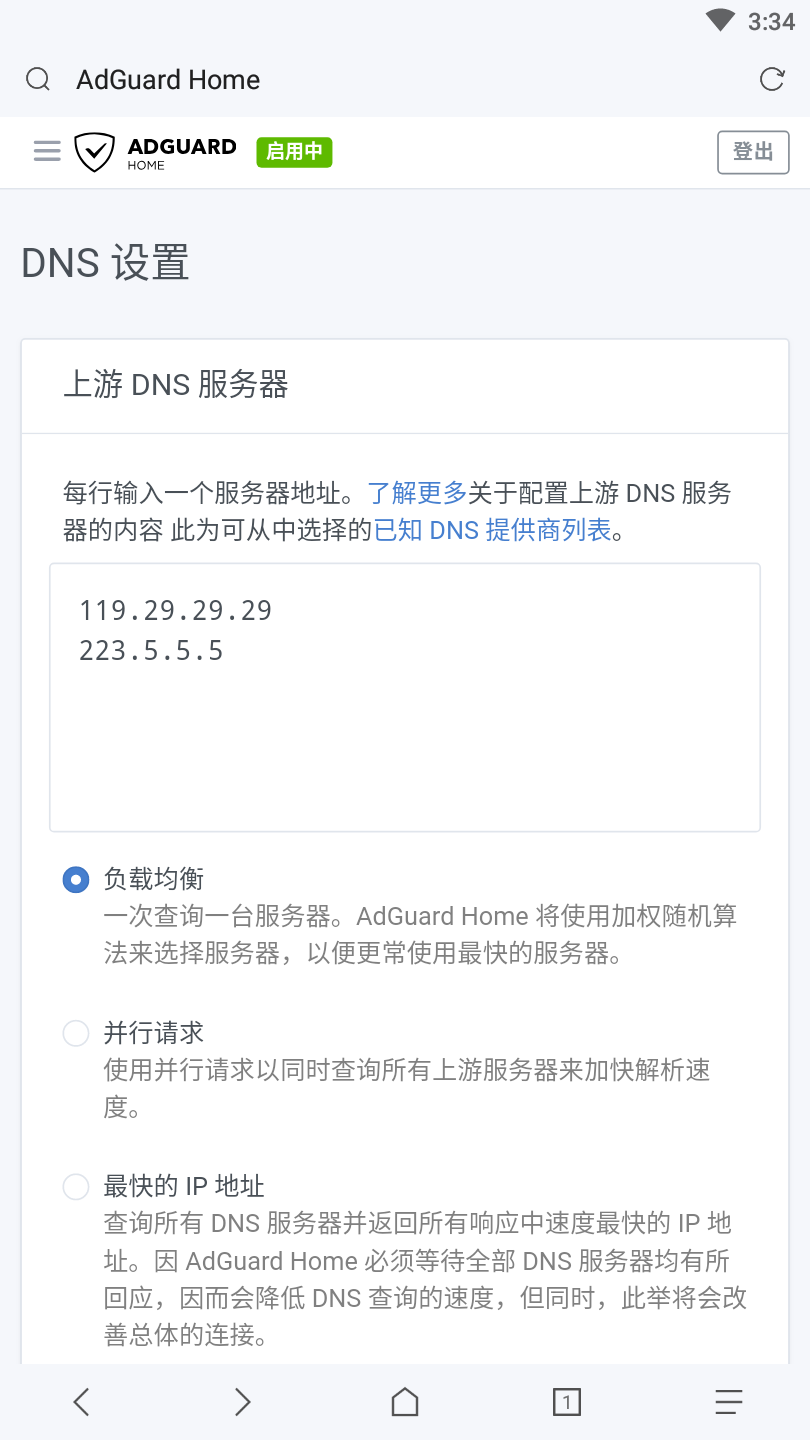 3:34
AdGuard Home
ADGUARD
HOME
启用中
登出
DNS 设置
上游 DNS 服务器
每行输入一个服务器地址。了解更多关于配置上游 DNS 服务
器的内容 此为可从中选择的已知 DNS 提供商列表。
119.29.29.29
223.5.5.5
负载均衡
一次查询一台服务器。AdGuard Home 将使用加权随机算
法来选择服务器，以便更常使用最快的服务器。
并行请求
使用并行请求以同时查询所有上游服务器来加快解析速
度。
最快的 IP 地址
查询所有 DNS 服务器并返回所有响应中速度最快的 IP 地
址。因 AdGuard Home 必须等待全部 DNS 服务器均有所
回应，因而会降低 DNS 查询的速度，但同时，此举将会改
善总体的连接。
1